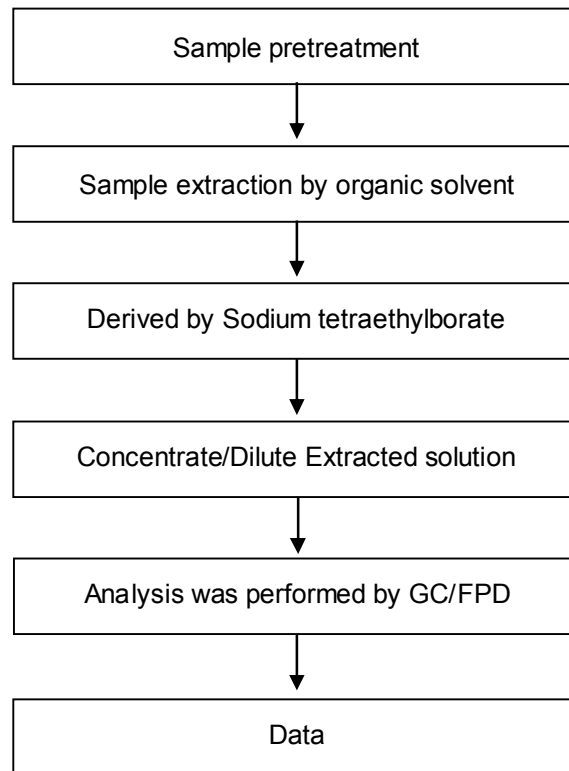 Sample pretreatment
Sample extraction by organic solvent
Derived by Sodium tetraethylborate
Concentrate/Dilute Extracted solution
Analysis was performed by GC/FPD
Data